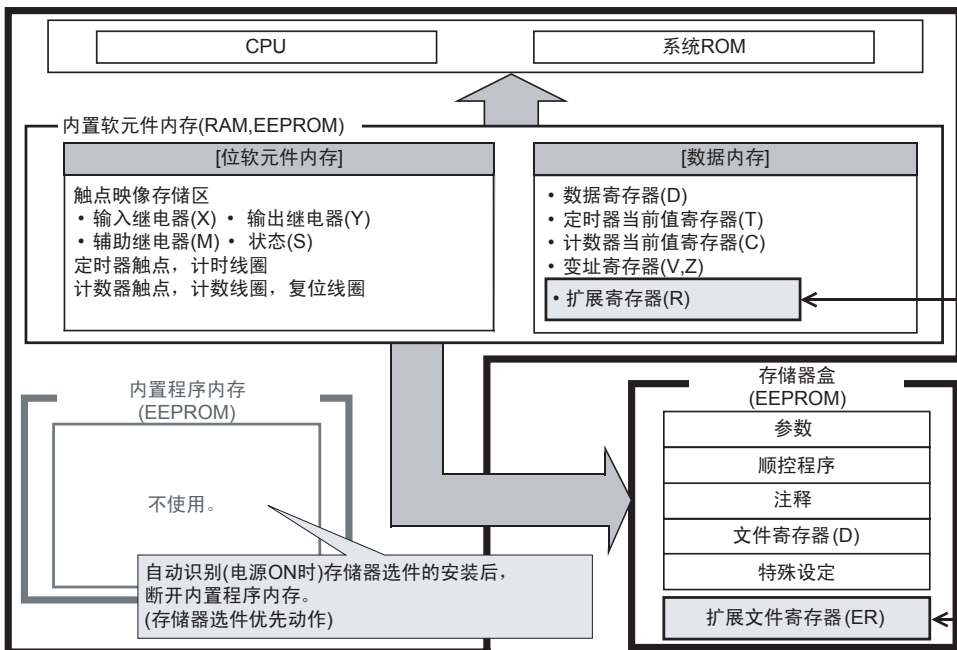 CPU
系统ROM
内置软元件内存(RAM,EEPROM)
[位软元件内存]
触点映像存储区
• 输入继电器(X) • 输出继电器(Y)
• 辅助继电器(M) • 状态(S)
定时器触点，计时线圈
计数器触点，计数线圈，复位线圈
[数据内存]
• 数据寄存器(D)
• 定时器当前值寄存器(T)
• 计数器当前值寄存器(C)
• 变址寄存器(V,Z)
• 扩展寄存器(R)
内置程序内存
(EEPROM)
不使用。
自动识别(电源ON时)存储器选件的安装后，
断开内置程序内存。
(存储器选件优先动作)
存储器盒
(EEPROM)
参数
顺控程序
注释
文件寄存器(D)
特殊设定
扩展文件寄存器(ER)